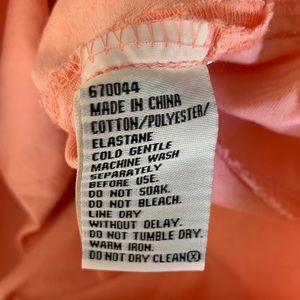 670044
MADE IN CHINA
COTTON/POLYESTER/
ELASTANE
COLD GENTLE
MACHINE WASH
SEPARATELY
BEFORE USE.
DO NOT SOAK.
DO NOT BLEACH.
LINE DRY
WITHOUT DELAY.
DO NOT TUMBLE DRY.
WARM IRON.
DO NOT DRY CLEANⓧ